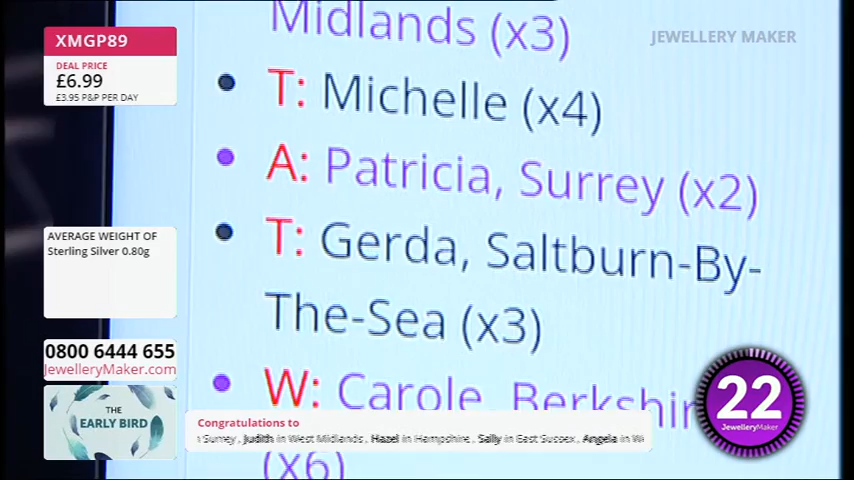 XMGP89
DEAL PRICE
£6.99
£3.95 P&P PER DAY
AVERAGE WEIGHT OF
Sterling Silver 0.80g
0800 6444 655
JewelleryMaker.com
THE
EARLY BIRD
JEWELLERY MAKER
Midlands (x3)
• T: Michelle (x4)
• A: Patricia, Surrey (x2)
• T: Gerda, Saltburn-By-
The-Sea (x3)
• W: Carole, Berkshir
(x6)
Congratulations to
Surrey, Judith in West Midlands, Hazel in Hampshire, Sally in East Sussex, Angela in
22
JewelleryMaker